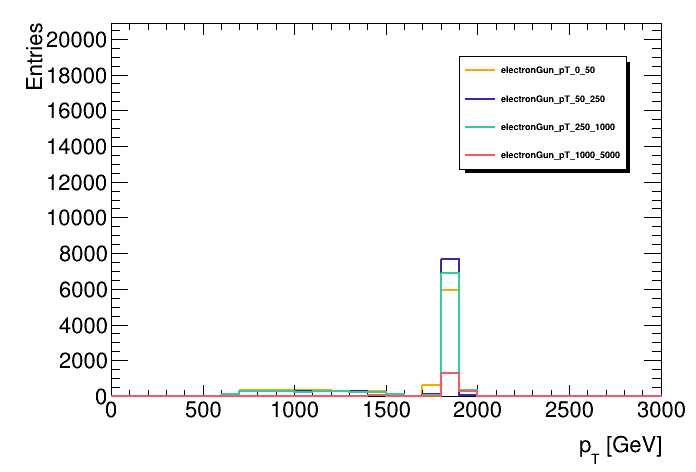 Entries
20000
18000
16000
14000
12000
10000
8000
6000
4000
2000
0
electronGun_pT_0_50
electronGun_pT_50_250
electronGun_pT_250_1000
electronGun_pT_1000_5000
0 500 1000 1500 2000 2500 3000
p_T [GeV]